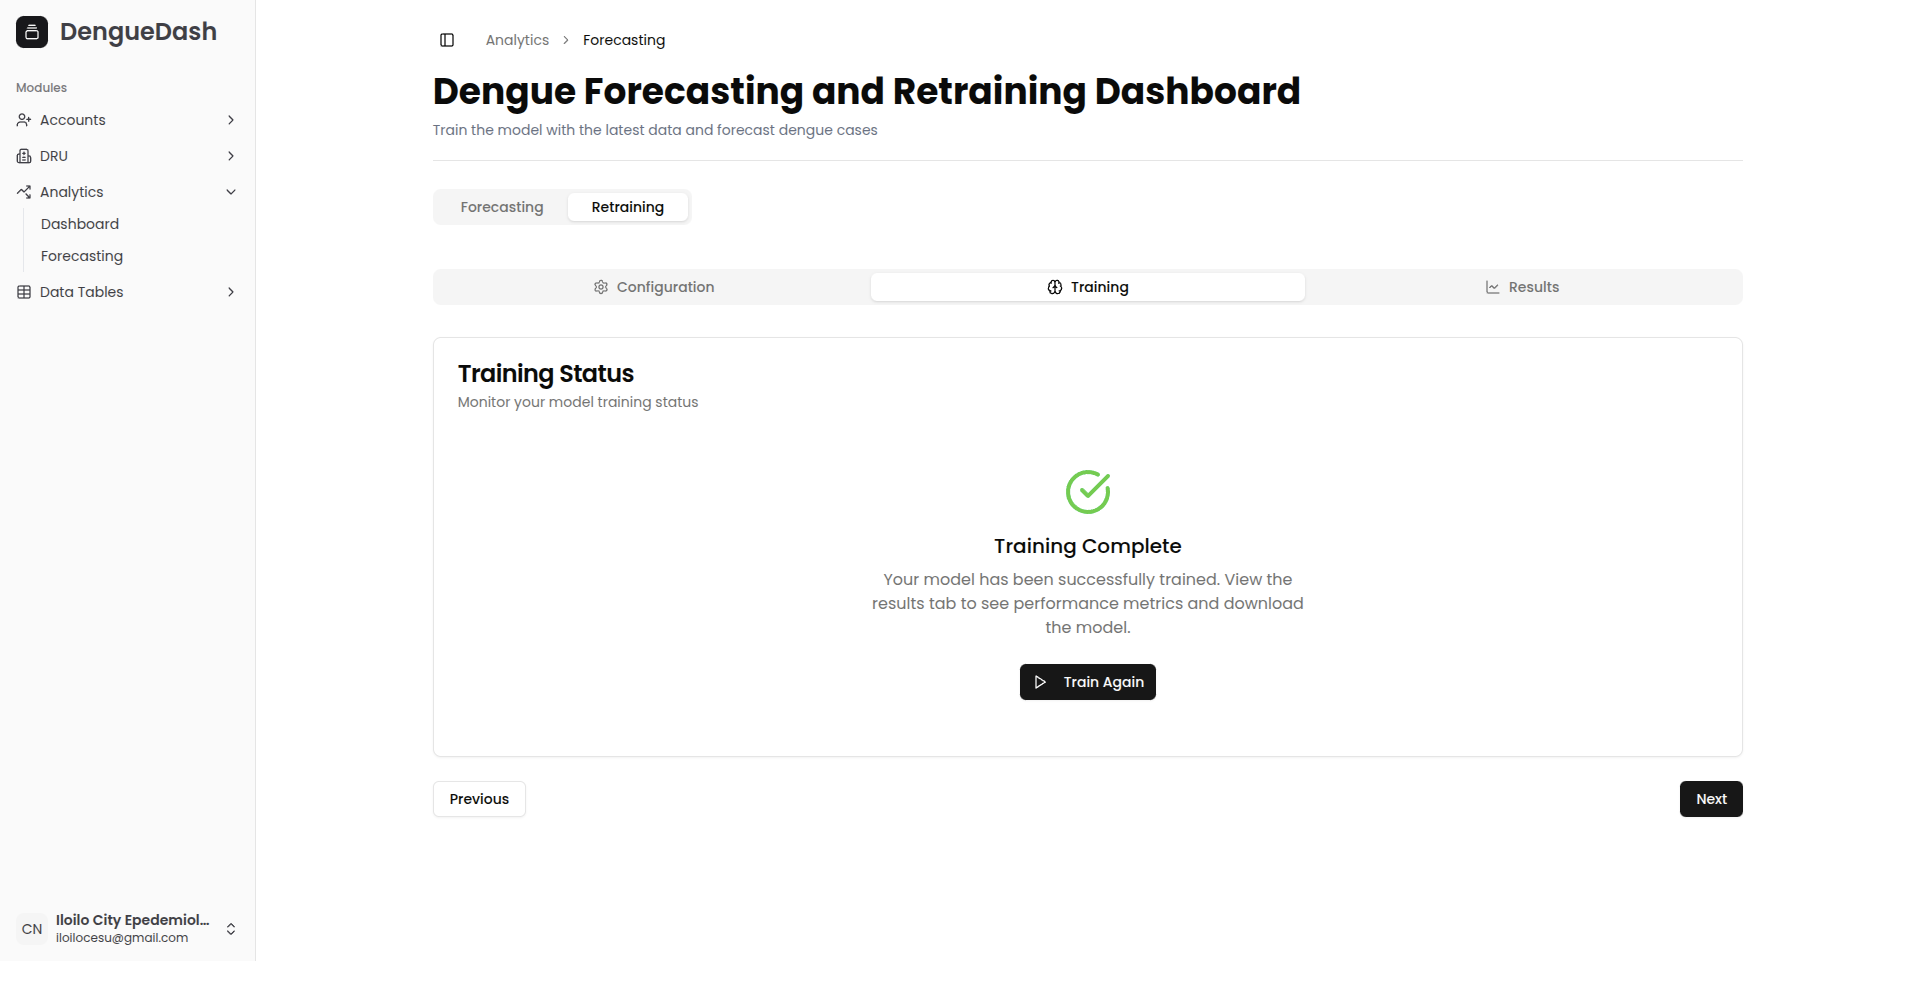 DengueDash
Modules
Accounts
DRU
Analytics
Dashboard
Forecasting
Data Tables
CN
Iloilo City Epedemiol...
iloilocesu@gmail.com
Analytics > Forecasting
Dengue Forecasting and Retraining Dashboard
Train the model with the latest data and forecast dengue cases
Forecasting Retraining
Configuration Training Results
Training Status
Monitor your model training status
Training Complete
Your model has been successfully trained. View the
results tab to see performance metrics and download
the model.
Train Again
Previous Next